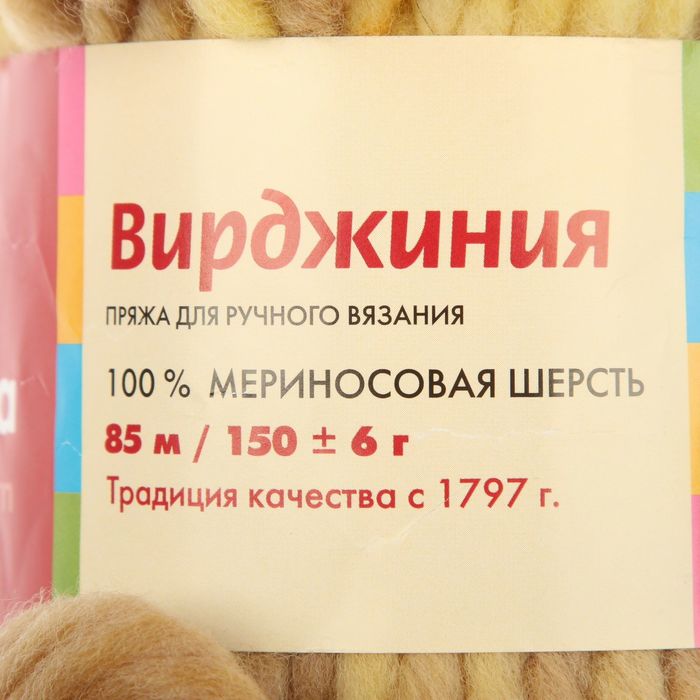 Вирджиния
ПРЯЖА ДЛЯ РУЧНОГО ВЯЗАНИЯ
100 % МЕРИНОСОВАЯ ШЕРСТЬ
85 м / 150 ± 6 г
Традиция качества с 1797 г.